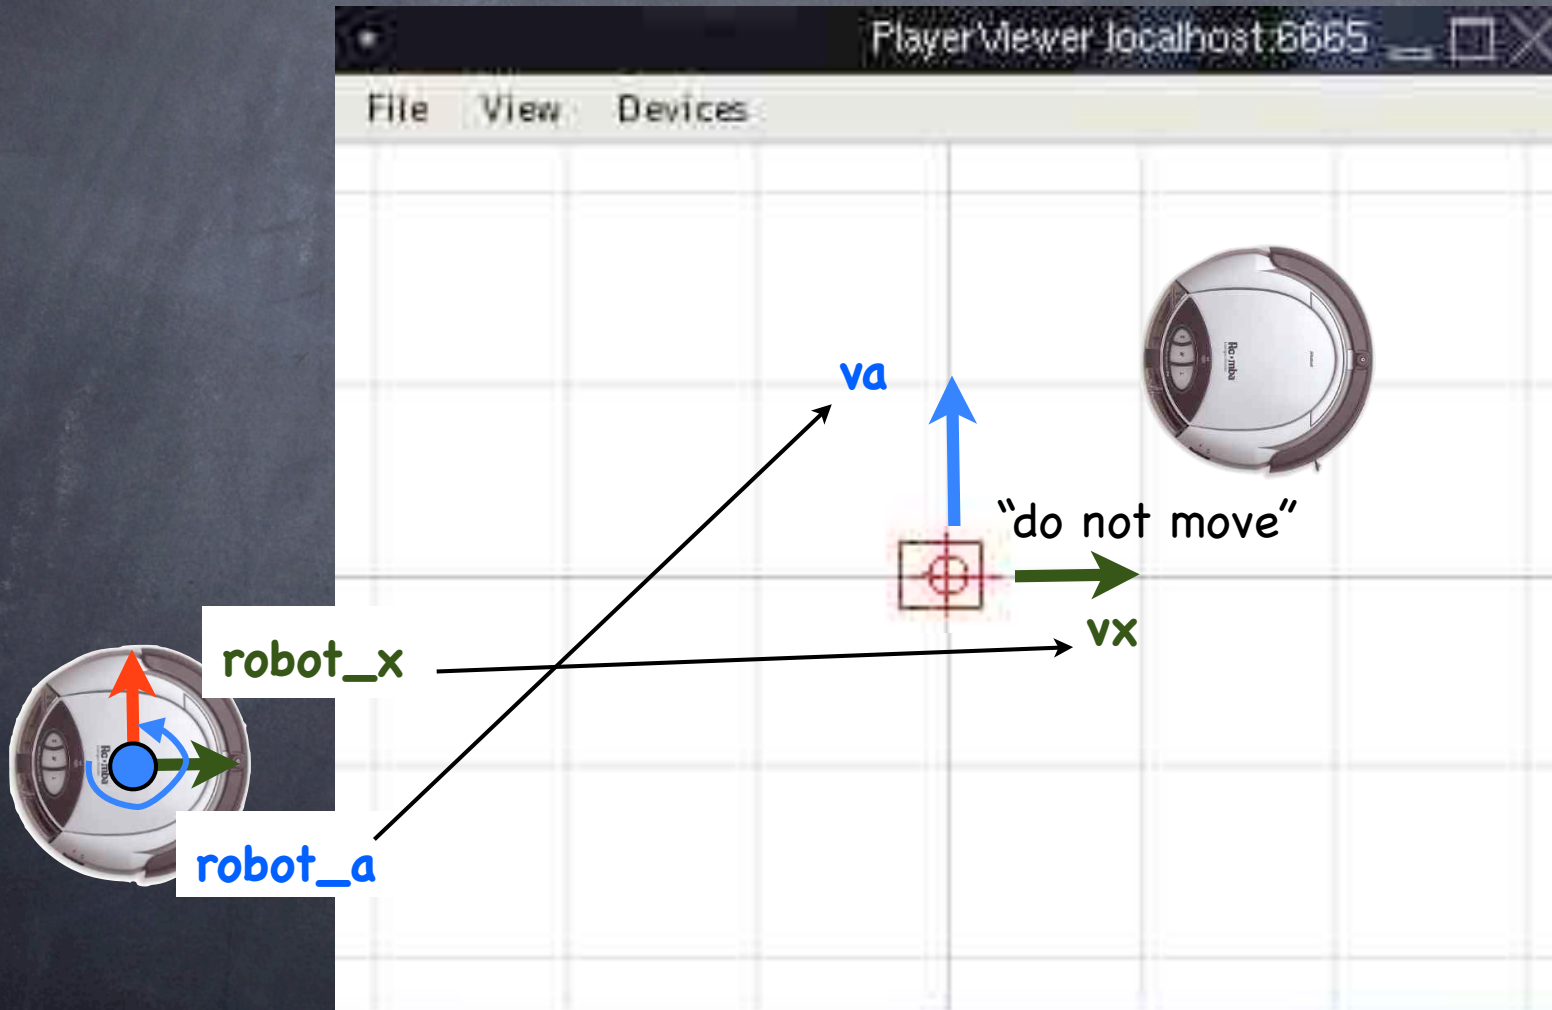 PlayerViewer localhost:6665
File View Devices
va
“do not move”
vx
robot_x
robot_a